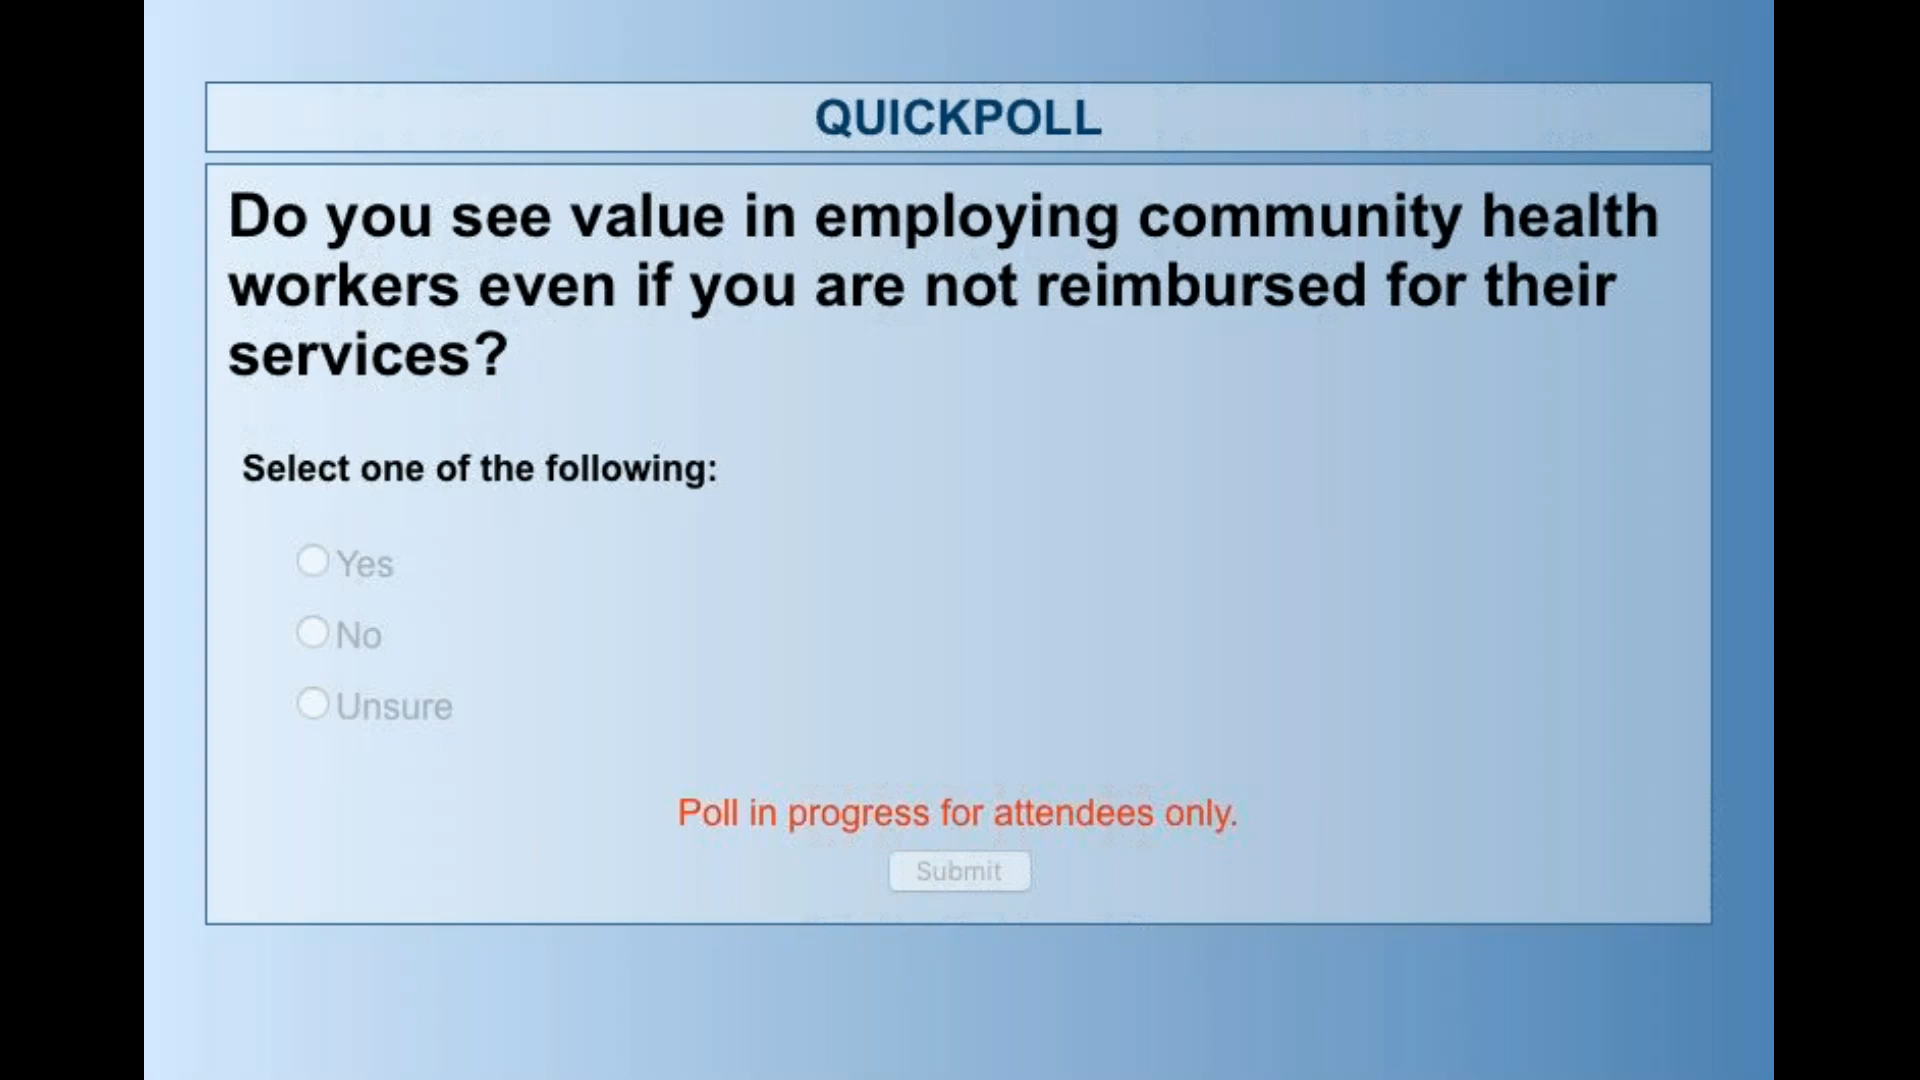 QUICKPOLL
Do you see value in employing community health
workers even if you are not reimbursed for their
services?
Select one of the following:
Yes
No
Unsure
Poll in progress for attendees only.
Submit